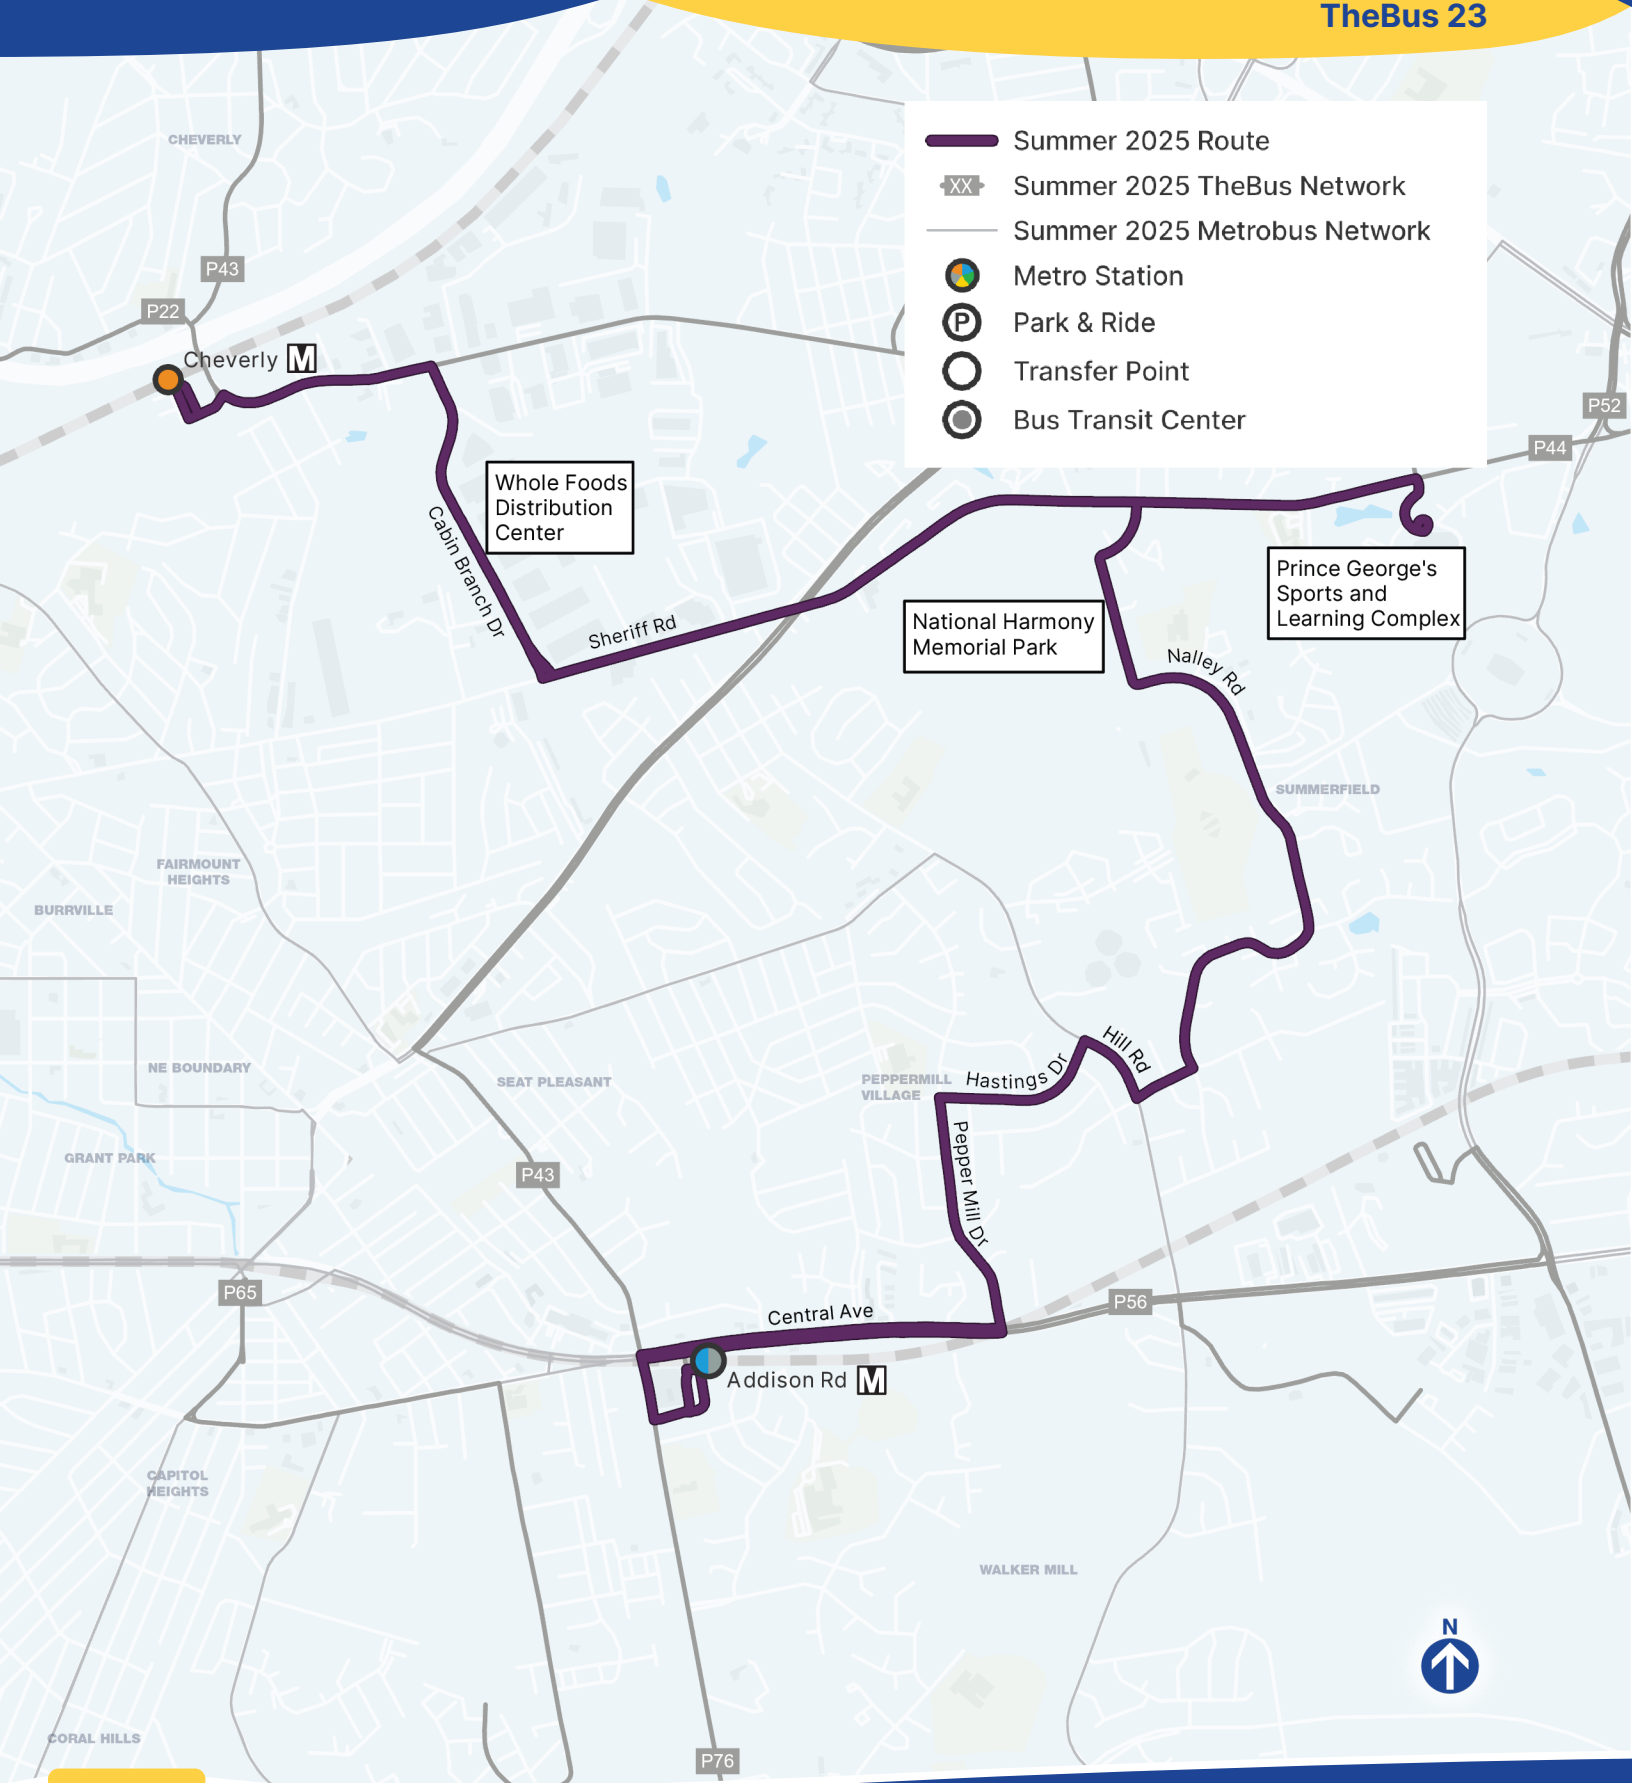 TheBus 23
Summer 2025 Route
XX
Summer 2025 TheBus Network
Summer 2025 Metrobus Network
Metro Station
P
Park & Ride
Transfer Point
Bus Transit Center
CHEVERLY
P43
P22
Cheverly M
P52
P44
Whole Foods
Distribution
Center
Cabin Branch Dr
Sheriff Rd
Prince George's
Sports and
Learning Complex
National Harmony
Memorial Park
Nalley Rd
SUMMERFIELD
FAIRMOUNT
HEIGHTS
BURRVILLE
NE BOUNDARY
SEAT PLEASANT
PEPPERMILL
VILLAGE
Hastings Dr
Hill Rd
Pepper Mill Dr
GRANT PARK
P43
P65
Central Ave
P56
Addison Rd M
CAPITOL
HEIGHTS
WALKER MILL
N
CORAL HILLS
P76